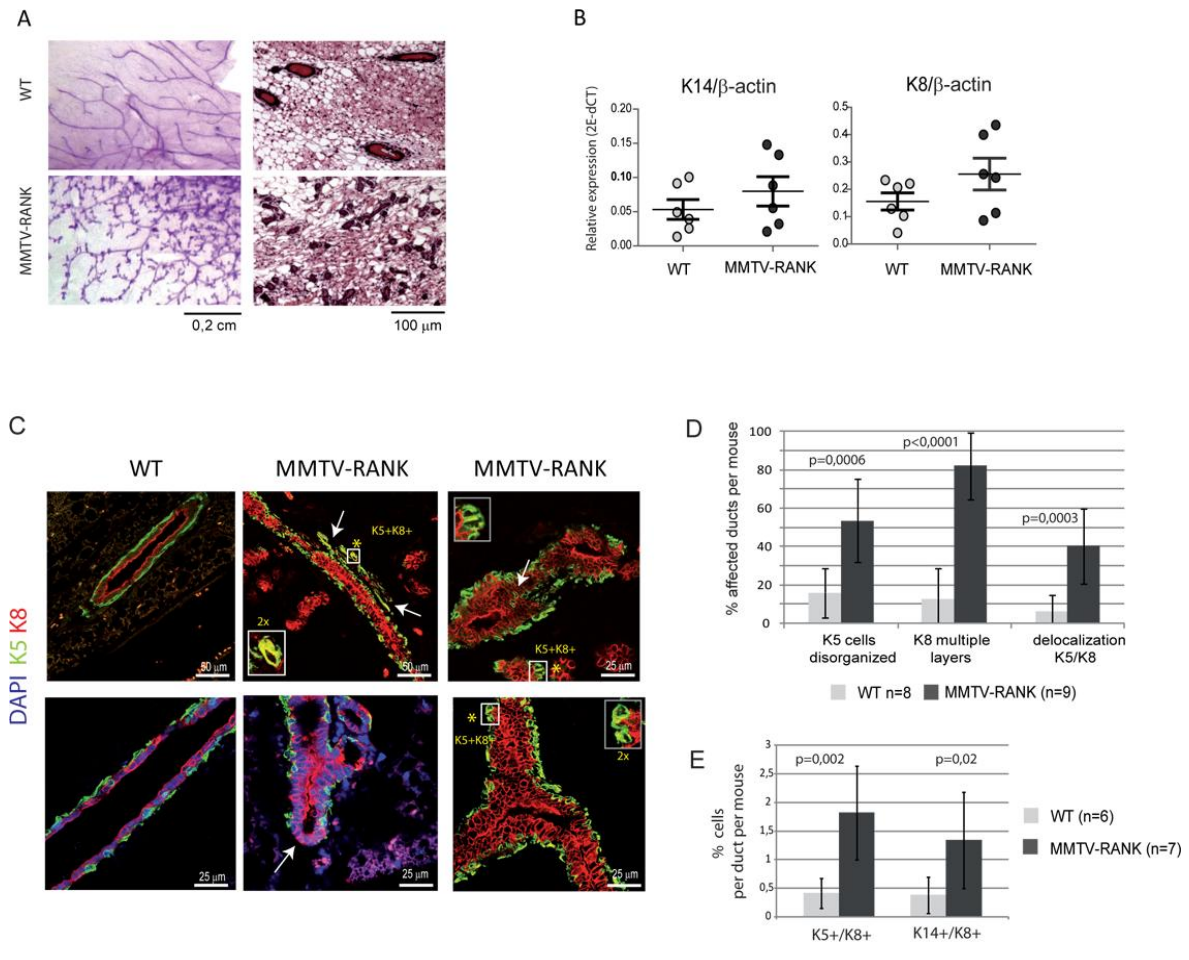 A
WT
MMTV-RANK
0,2 cm
100 µm
B
K14/β-actin
Relative expression (2E-dCT)
0.20
0.15
0.10
0.05
0.00
WT
MMTV-RANK
K8/β-actin
0.5
0.4
0.3
0.2
0.1
0.0
WT
MMTV-RANK
C
WT
MMTV-RANK
MMTV-RANK
DAPI K5 K8
50 µm
K5+K8+
*
2x
50 µm
K5+K8+
*
25 µm
25 µm
25 µm
*
K5+K8+
2x
25 µm
D
% affected ducts per mouse
100
80
60
40
20
0
p=0,0006
p<0,0001
p=0,0003
K5 cells
disorganized
K8 multiple
layers
delocalization
K5/K8
WT n=8
MMTV-RANK (n=9)
E
% cells
per duct per mouse
3
2,5
2
1,5
1
0,5
0
p=0,002
p=0,02
K5+/K8+
K14+/K8+
WT (n=6)
MMTV-RANK (n=7)